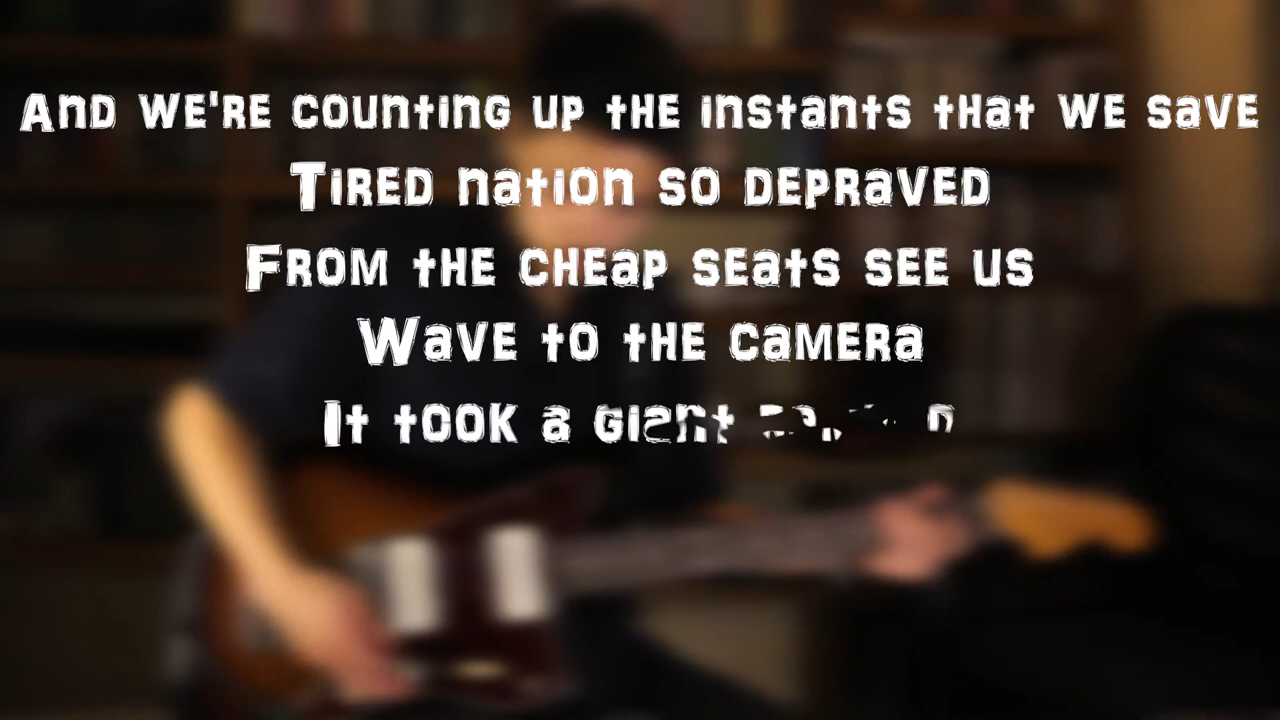 And we're counting up the instants that we save
Tired nation so depraved
From the cheap seats see us
Wave to the camera
It took a giant